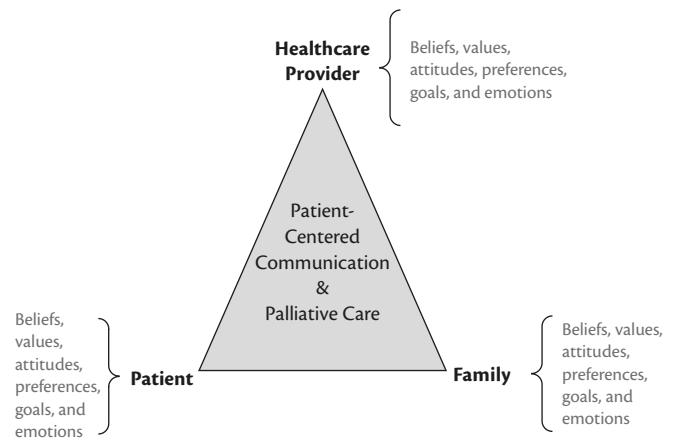 Healthcare
Provider
Beliefs, values,
attitudes, preferences,
goals, and emotions
Patient-
Centered
Communication
&
Palliative Care
Beliefs,
values,
attitudes,
preferences,
goals, and
emotions
Patient
Family
Beliefs, values,
attitudes,
preferences,
goals, and
emotions